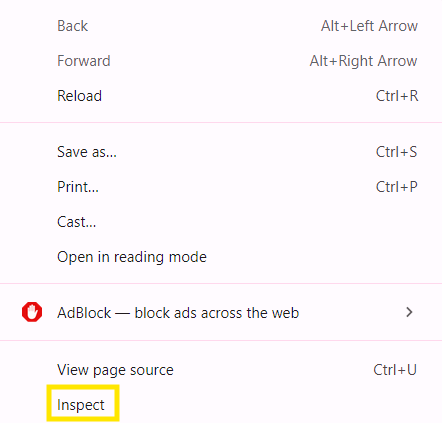 Back Alt+Left Arrow
Forward Alt+Right Arrow
Reload Ctrl+R
Save as... Ctrl+S
Print... Ctrl+P
Cast...
Open in reading mode
AdBlock — block ads across the web
View page source Ctrl+U
Inspect